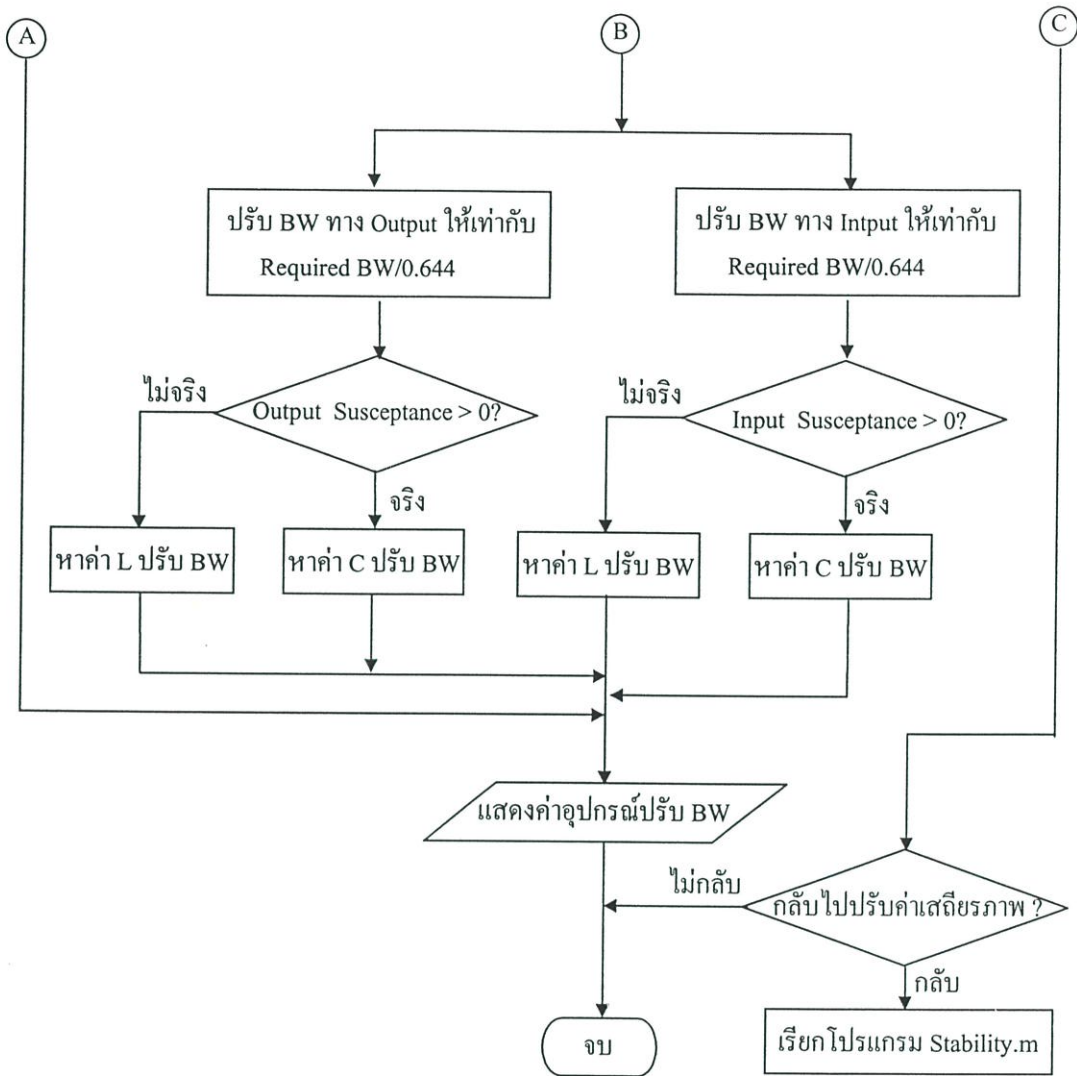 A
B
C
ปรับ BW ทาง Output ให้เท่ากับ
Required BW/0.644
ปรับ BW ทาง Intput ให้เท่ากับ
Required BW/0.644
ไม่จริง
Output Susceptance > 0?
ไม่จริง
Input Susceptance > 0?
จริง
จริง
หาค่า L ปรับ BW
หาค่า C ปรับ BW
หาค่า L ปรับ BW
หาค่า C ปรับ BW
แสดงค่าอุปกรณ์ปรับ BW
ไม่กลับ
กลับไปปรับค่าเสถียรภาพ ?
กลับ
จบ
เรียกโปรแกรม Stability.m